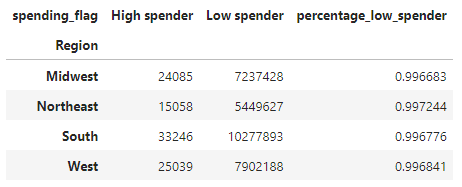 spending_flag High spender Low spender percentage_low_spender
Region
Midwest 24085 7237428 0.996683
Northeast 15058 5449627 0.997244
South 33246 10277893 0.996776
West 25039 7902188 0.996841